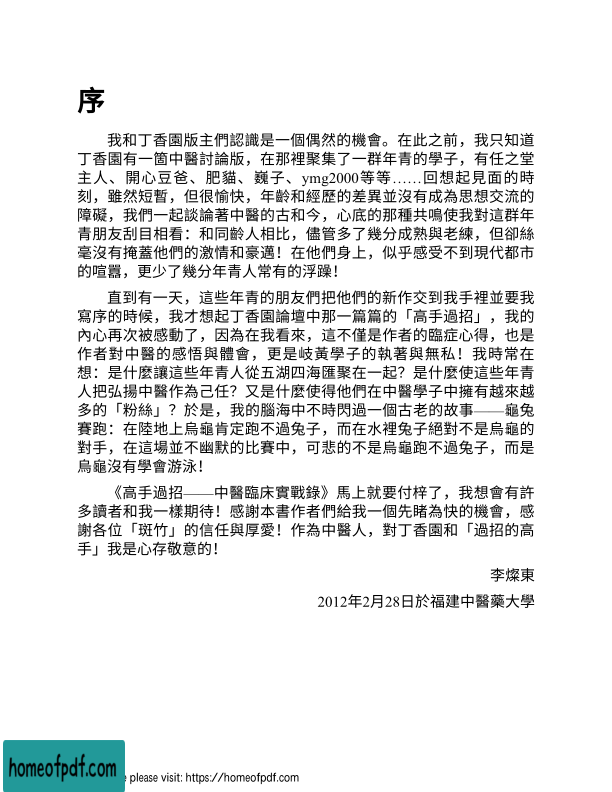 序
我和丁香園版主們認識是一個偶然的機會。在此之前，我只知道
丁香園有一箇中醫討論版，在那裡聚集了一群年青的學子，有任之堂
主人、開心豆爸、肥貓、巍子、ymg2000等等……回想起見面的時
刻，雖然短暫，但很愉快，年齡和經歷的差異並沒有成為思想交流的
障礙，我們一起談論著中醫的古和今，心底的那種共鳴使我對這群年
青朋友刮目相看：和同齡人相比，儘管多了幾分成熟與老練，但卻絲
毫沒有掩蓋他們的激情和豪邁！在他們身上，似乎感受不到現代都市
的喧囂，更少了幾分年青人常有的浮躁！
直到有一天，這些年青的朋友們把他們的新作交到我手裡並要我
寫序的時候，我才想起丁香園論壇中那一篇篇的「高手過招」，我的
內心再次被感動了，因為在我看來，這不僅是作者的臨症心得，也是
作者對中醫的感悟與體會，更是岐黃學子的執著與無私！我時常在
想：是什麼讓這些年青人從五湖四海匯聚在一起？是什麼使這些年青
人把弘揚中醫作為己任？又是什麼使得他們在中醫學子中擁有越來越
多的「粉絲」？於是，我的腦海中不時閃過一個古老的故事——龜兔
賽跑：在陸地上烏龜肯定跑不過兔子，而在水裡兔子絕對不是烏龜的
對手，在這場並不幽默的比賽中，可悲的不是烏龜跑不過兔子，而是
烏龜沒有學會游泳！
《高手過招——中醫臨床實戰錄》馬上就要付梓了，我想會有許
多讀者和我一樣期待！感謝本書作者們給我一個先睹為快的機會，感
謝各位「斑竹」的信任與厚愛！作為中醫人，對丁香園和「過招的高
手」我是心存敬意的！
李燦東
2012年2月28日於福建中醫藥大學
homeofpdf.com
please visit: https://homeofpdf.com